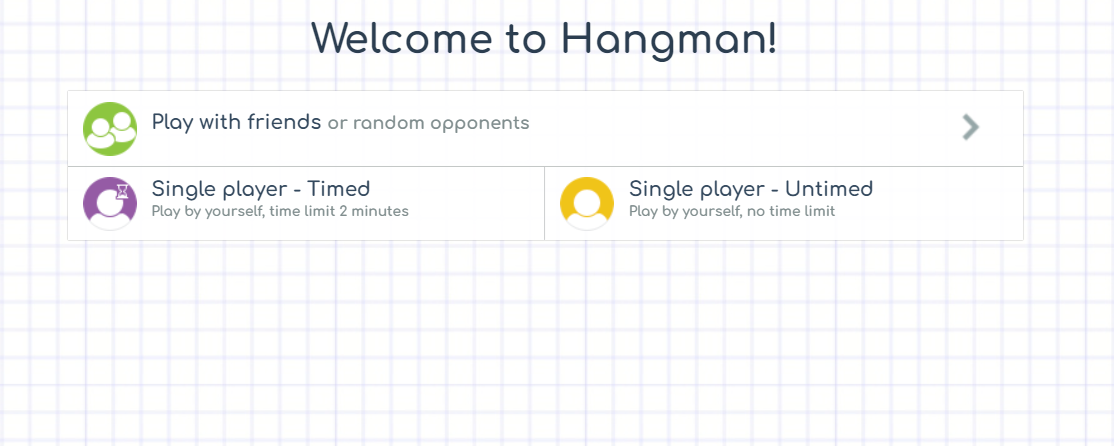 Welcome to Hangman!
Play with friends or random opponents
Single player - Timed
Play by yourself, time limit 2 minutes
Single player - Untimed
Play by yourself, no time limit